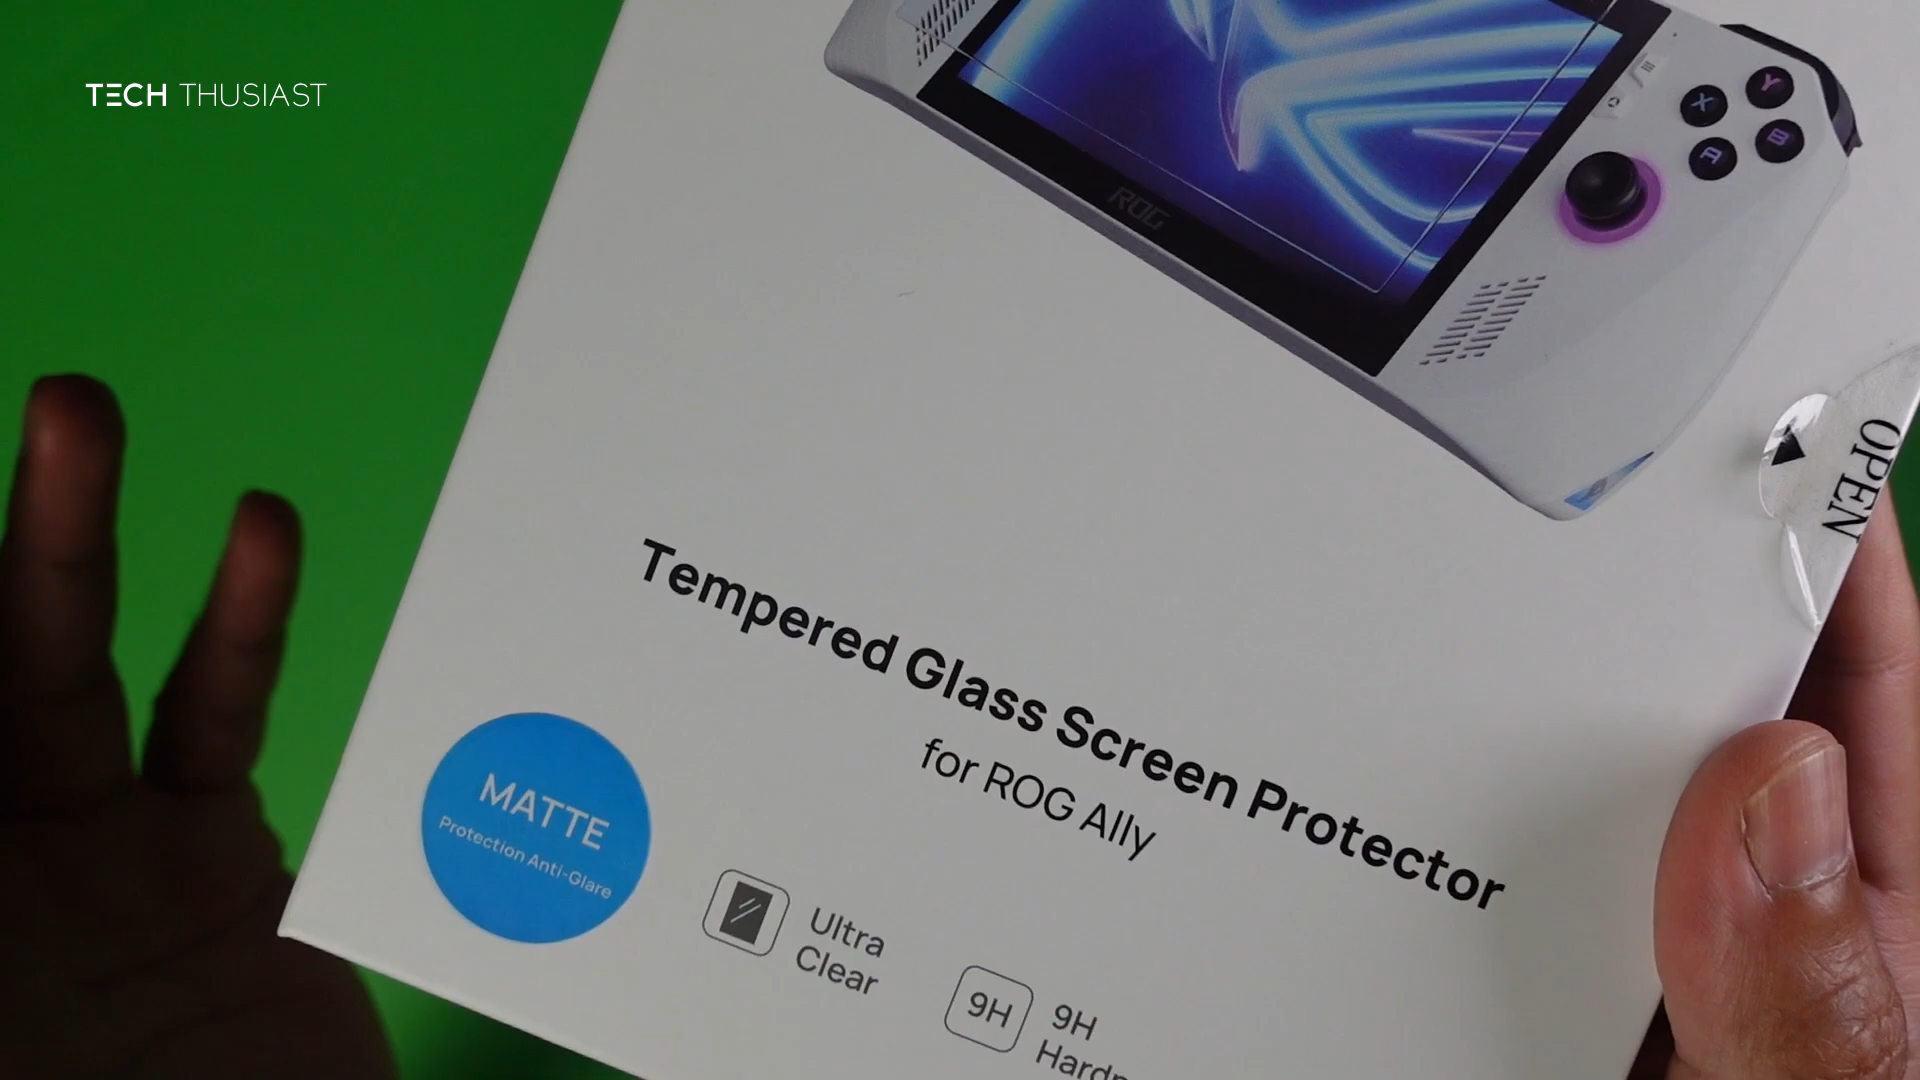 TECH THUSIAST
ROG
Y
X
B
A
OPEN
Tempered Glass Screen Protector
for ROG Ally
MATTE
Protection Anti-Glare
Ultra
Clear
9H
9H